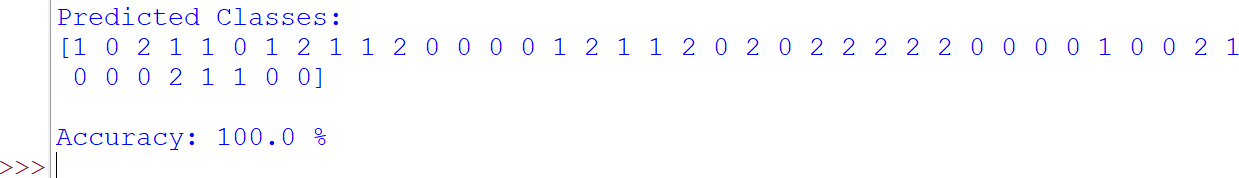 Predicted Classes:
[1 0 2 1 1 0 1 2 1 1 2 0 0 0 0 1 2 1 1 2 0 2 0 2 2 2 2 2 0 0 0 0 1 0 0 2 1
0 0 0 2 1 1 0 0]
Accuracy: 100.0 %
>>>